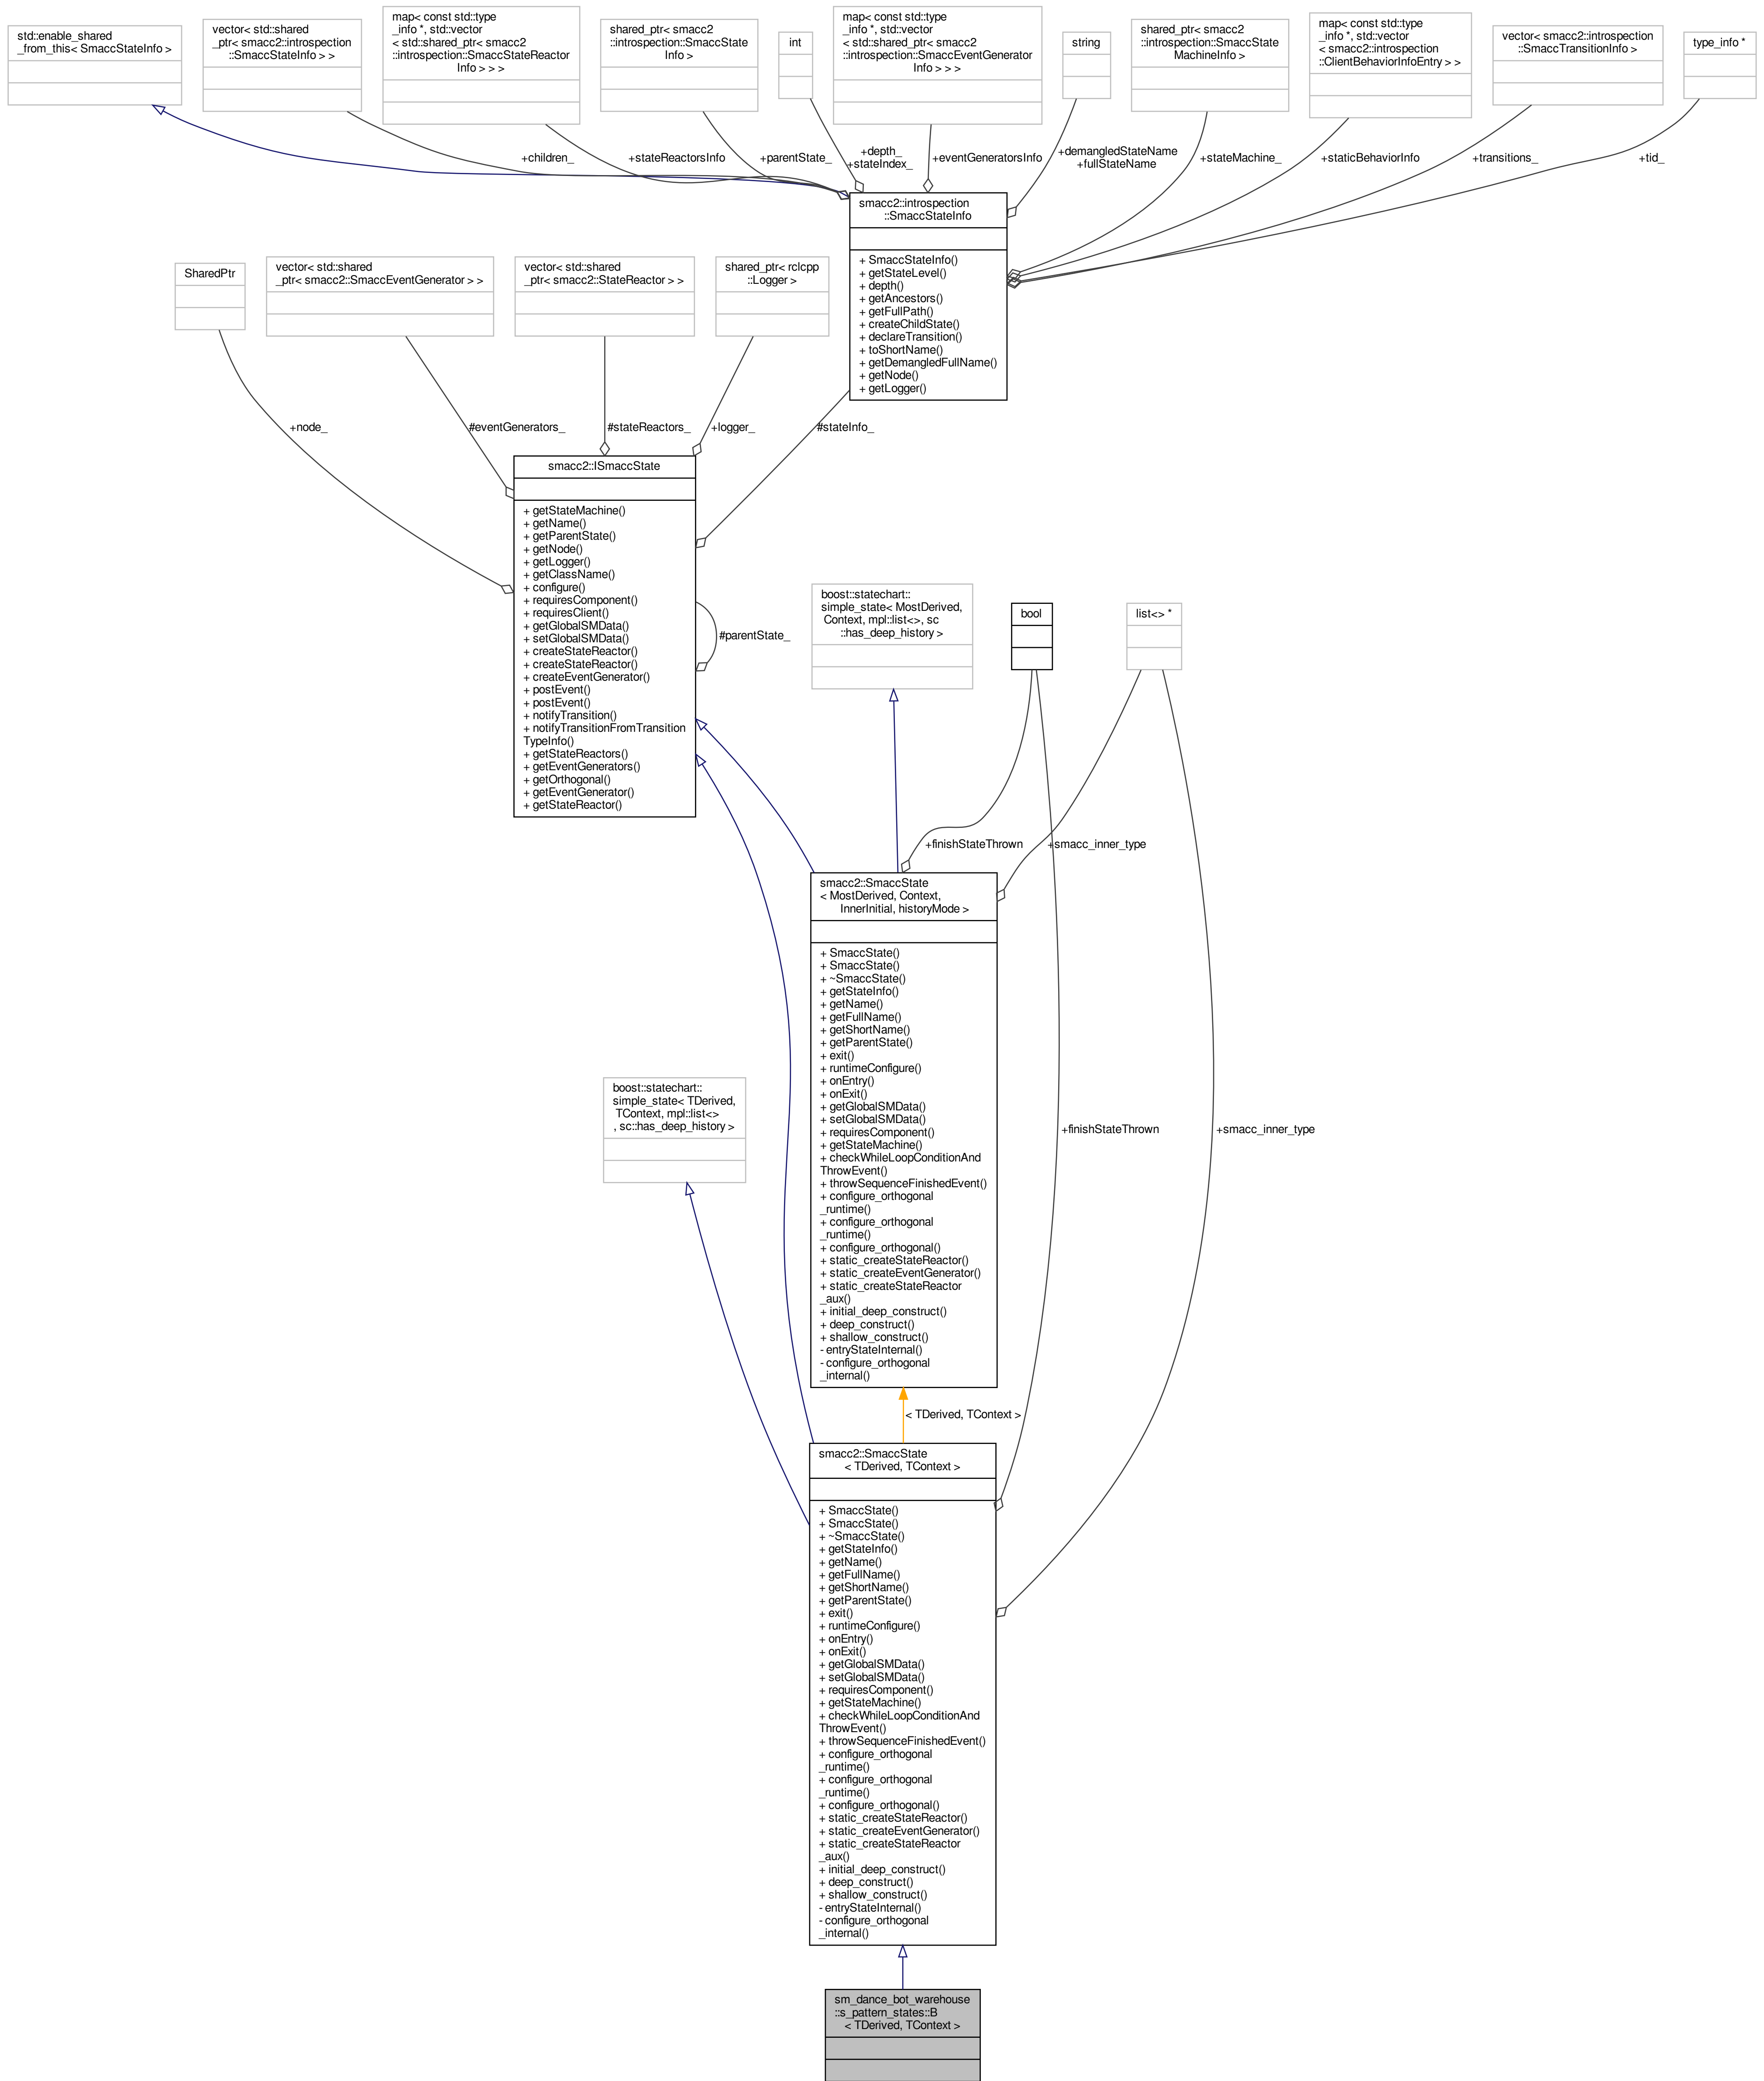 std::enable_shared
_from_this< SmaccStateInfo >
vector< std::shared
_ptr< smacc2::introspection
::SmaccStateInfo > >
map< const std::type
_info *, std::vector
< std::shared_ptr< smacc2
::introspection::SmaccStateReactor
Info > > >
shared_ptr< smacc2
::introspection::SmaccState
Info >
int
map< const std::type
_info *, std::vector
< std::shared_ptr< smacc2
::introspection::SmaccEventGenerator
Info > > >
string
shared_ptr< smacc2
::introspection::SmaccState
MachineInfo >
map< const std::type
_info *, std::vector
< smacc2::introspection
::ClientBehaviorInfoEntry > >
vector< smacc2::introspection
::SmaccTransitionInfo >
type_info *
+children_
+stateReactorsInfo
+parentState_
+depth_
+stateIndex_
+eventGeneratorsInfo
+demangledStateName
+fullStateName
+stateMachine_
+staticBehaviorInfo
+transitions_
+tid_
smacc2::introspection
::SmaccStateInfo
+ SmaccStateInfo()
+ getStateLevel()
+ depth()
+ getAncestors()
+ getFullPath()
+ createChildState()
+ declareTransition()
+ toShortName()
+ getDemangledFullName()
+ getNode()
+ getLogger()
SharedPtr
vector< std::shared
_ptr< smacc2::SmaccEventGenerator > >
vector< std::shared
_ptr< smacc2::StateReactor > >
shared_ptr< rclcpp
::Logger >
+node_
#eventGenerators_
#stateReactors_
+logger_
#stateInfo_
smacc2::ISmaccState
+ getStateMachine()
+ getName()
+ getParentState()
+ getNode()
+ getLogger()
+ getClassName()
+ configure()
+ requiresComponent()
+ requiresClient()
+ getGlobalSMData()
+ setGlobalSMData()
+ createStateReactor()
+ createStateReactor()
+ createEventGenerator()
+ postEvent()
+ postEvent()
+ notifyTransition()
+ notifyTransitionFromTransition
TypeInfo()
+ getStateReactors()
+ getEventGenerators()
+ getOrthogonal()
+ getEventGenerator()
+ getStateReactor()
#parentState_
boost::statechart::
simple_state< MostDerived,
Context, mpl::list<>, sc
::has_deep_history >
bool
list<> *
+finishStateThrown
+smacc_inner_type
smacc2::SmaccState
< MostDerived, Context,
InnerInitial, historyMode >
+ SmaccState()
+ SmaccState()
+ ~SmaccState()
+ getStateInfo()
+ getName()
+ getFullName()
+ getShortName()
+ getParentState()
+ exit()
+ runtimeConfigure()
+ onEntry()
+ onExit()
+ getGlobalSMData()
+ setGlobalSMData()
+ requiresComponent()
+ getStateMachine()
+ checkWhileLoopConditionAnd
ThrowEvent()
+ throwSequenceFinishedEvent()
+ configure_orthogonal
_runtime()
+ configure_orthogonal
_runtime()
+ configure_orthogonal()
+ static_createStateReactor()
+ static_createEventGenerator()
+ static_createStateReactor
_aux()
+ initial_deep_construct()
+ deep_construct()
+ shallow_construct()
- entryStateInternal()
- configure_orthogonal
_internal()
boost::statechart::
simple_state< TDerived,
TContext, mpl::list<>
, sc::has_deep_history >
+finishStateThrown
+smacc_inner_type
< TDerived, TContext >
smacc2::SmaccState
< TDerived, TContext >
+ SmaccState()
+ SmaccState()
+ ~SmaccState()
+ getStateInfo()
+ getName()
+ getFullName()
+ getShortName()
+ getParentState()
+ exit()
+ runtimeConfigure()
+ onEntry()
+ onExit()
+ getGlobalSMData()
+ setGlobalSMData()
+ requiresComponent()
+ getStateMachine()
+ checkWhileLoopConditionAnd
ThrowEvent()
+ throwSequenceFinishedEvent()
+ configure_orthogonal
_runtime()
+ configure_orthogonal
_runtime()
+ configure_orthogonal()
+ static_createStateReactor()
+ static_createEventGenerator()
+ static_createStateReactor
_aux()
+ initial_deep_construct()
+ deep_construct()
+ shallow_construct()
- entryStateInternal()
- configure_orthogonal
_internal()
sm_dance_bot_warehouse
::s_pattern_states::B
< TDerived, TContext >